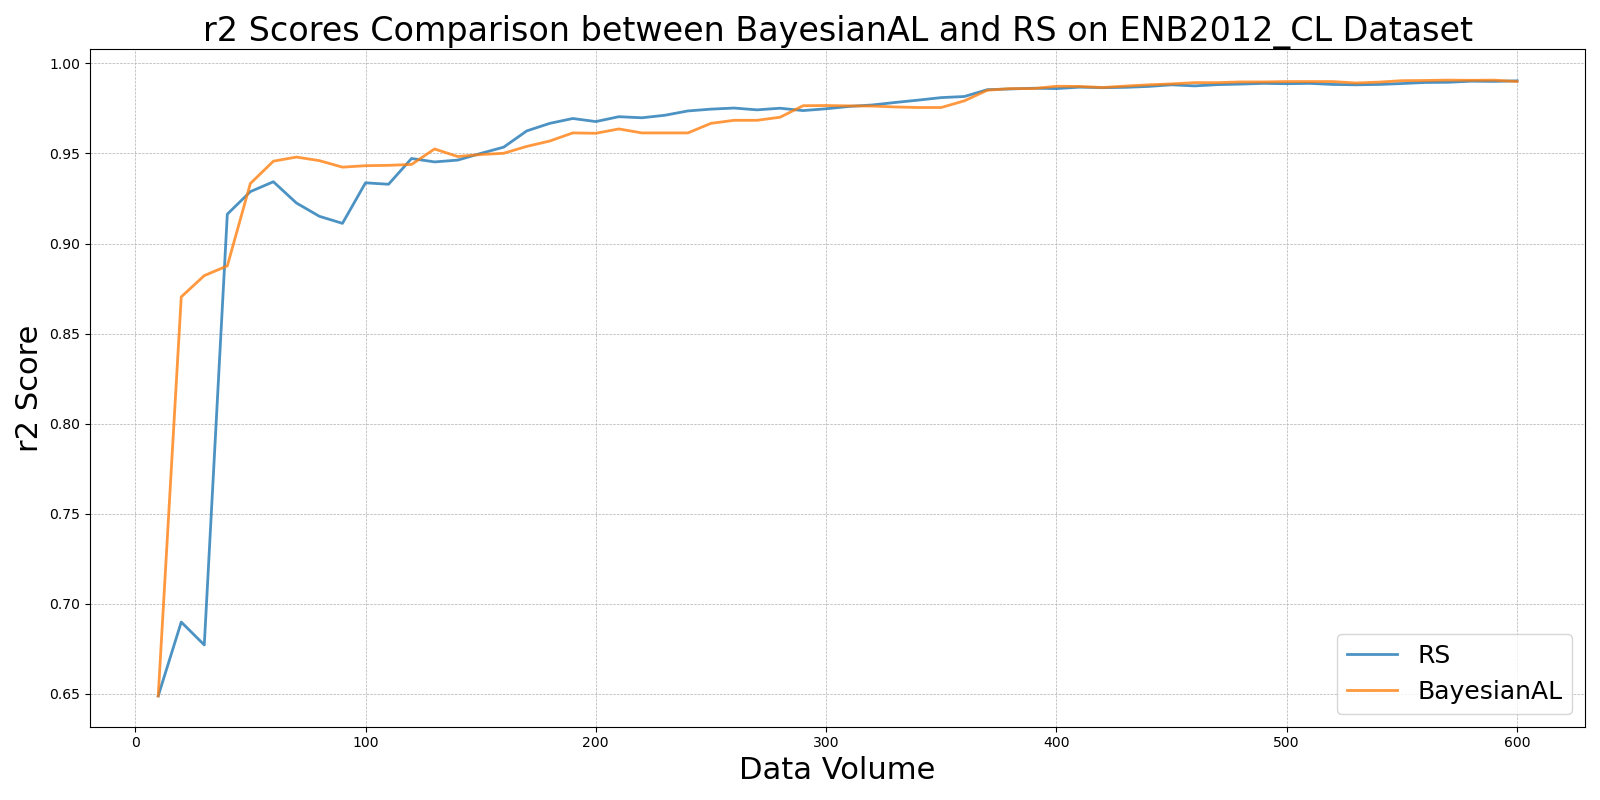 r2 Scores Comparison between BayesianAL and RS on ENB2012_CL Dataset
1.00
0.95
0.90
0.85
0.80
0.75
0.70
0.65
r2 Score
RS
BayesianAL
0 100 200 300 400 500 600
Data Volume